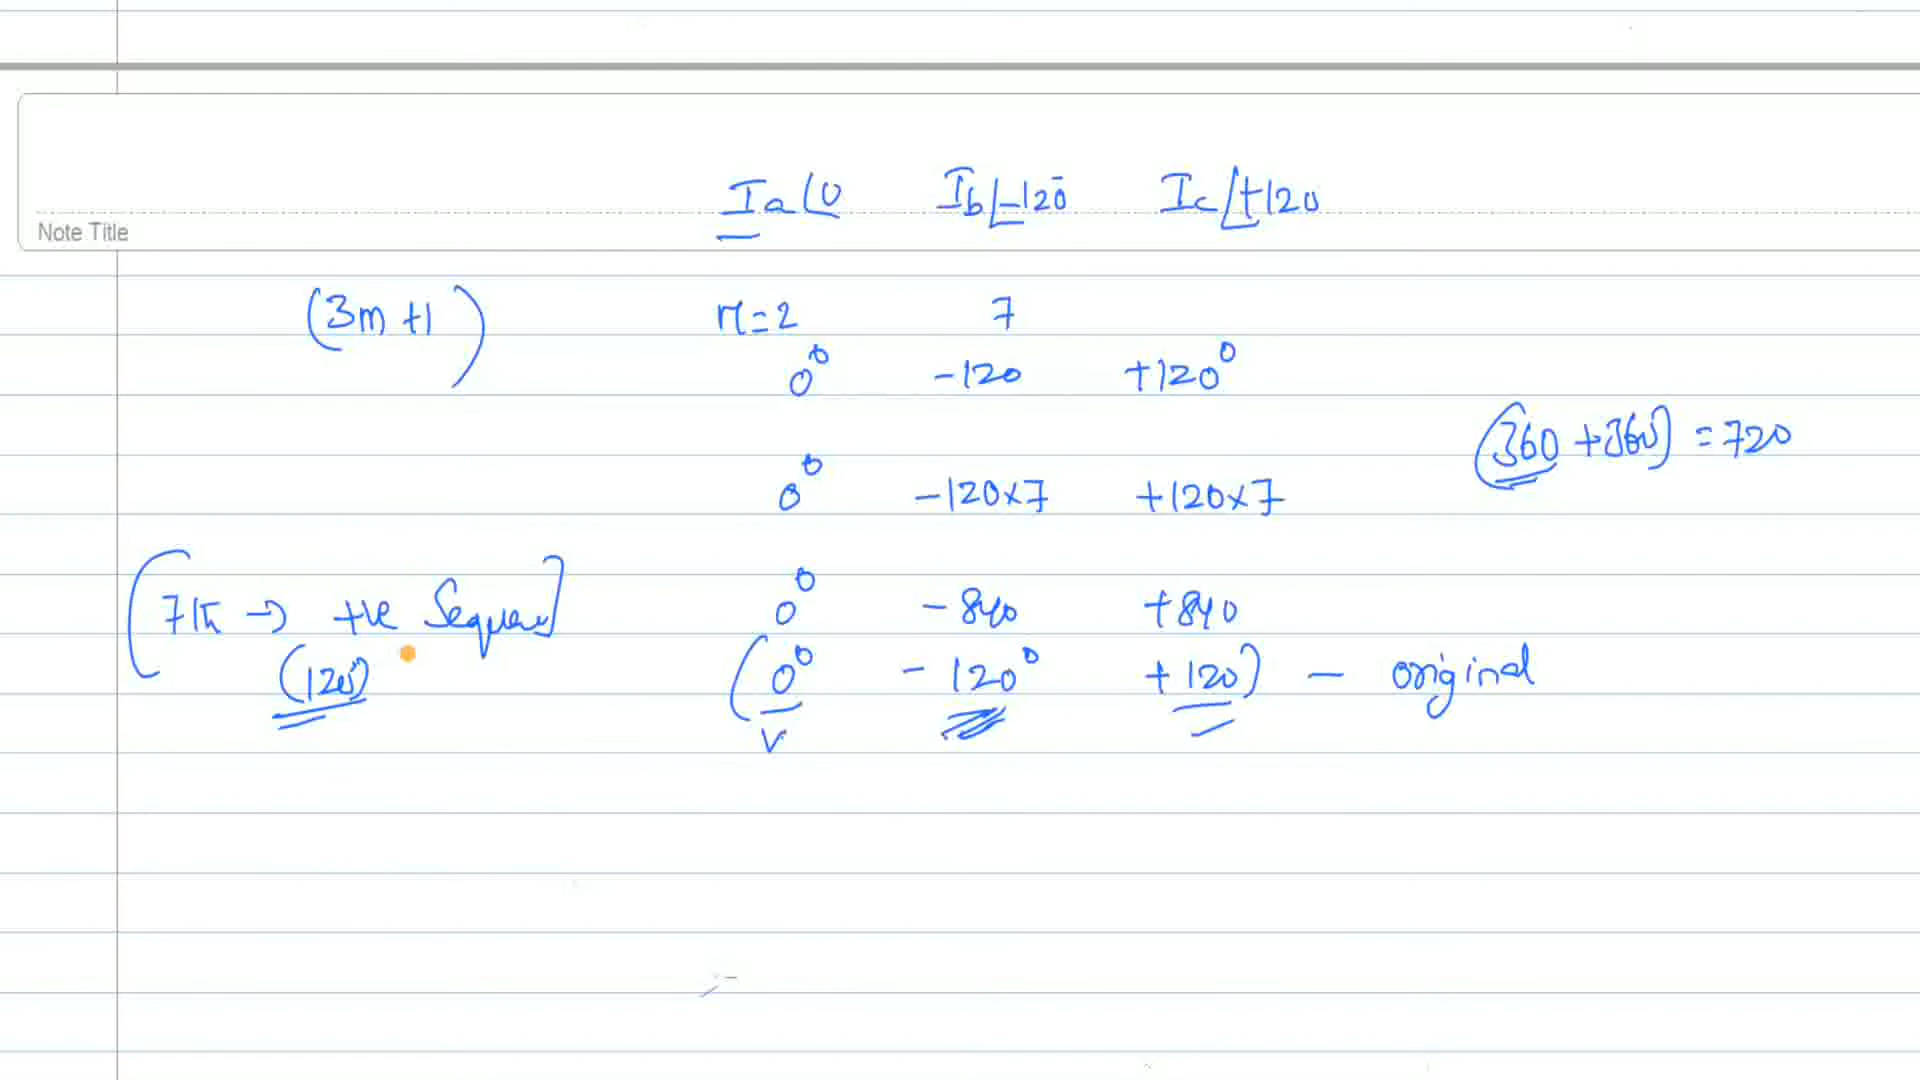 Ia∠0 Ib∠-120 Ic∠+120
Note Title
(3m+1) m=2 7
0° -120 +120°
(360+360) = 720
0° -120×7 +120×7
[7th → +ve Sequence] 0° -840 +840
(120) (0° -120° +120) - original